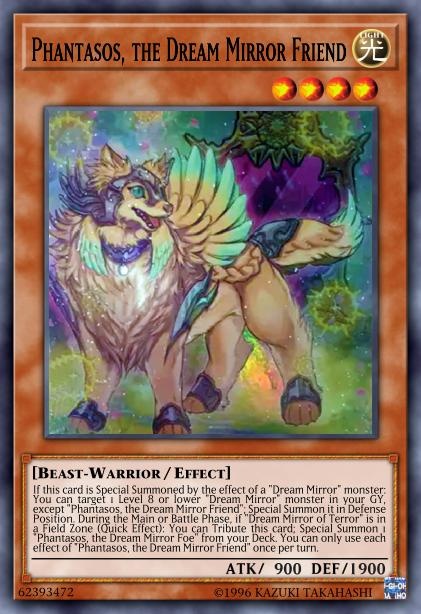 PHANTASOS, THE DREAM MIRROR FRIEND
LIGHT
光
[BEAST-WARRIOR / EFFECT]
If this card is Special Summoned by the effect of a "Dream Mirror" monster:
You can target 1 Level 8 or lower "Dream Mirror" monster in your GY,
except "Phantasos, the Dream Mirror Friend"; Special Summon it in Defense
Position. During the Main or Battle Phase, if "Dream Mirror of Terror" is in
a Field Zone (Quick Effect): You can Tribute this card; Special Summon 1
"Phantasos, the Dream Mirror Foe" from your Deck. You can only use each
effect of "Phantasos, the Dream Mirror Friend" once per turn.
ATK/ 900 DEF/1900
62393472
©1996 KAZUKI TAKAHASHI